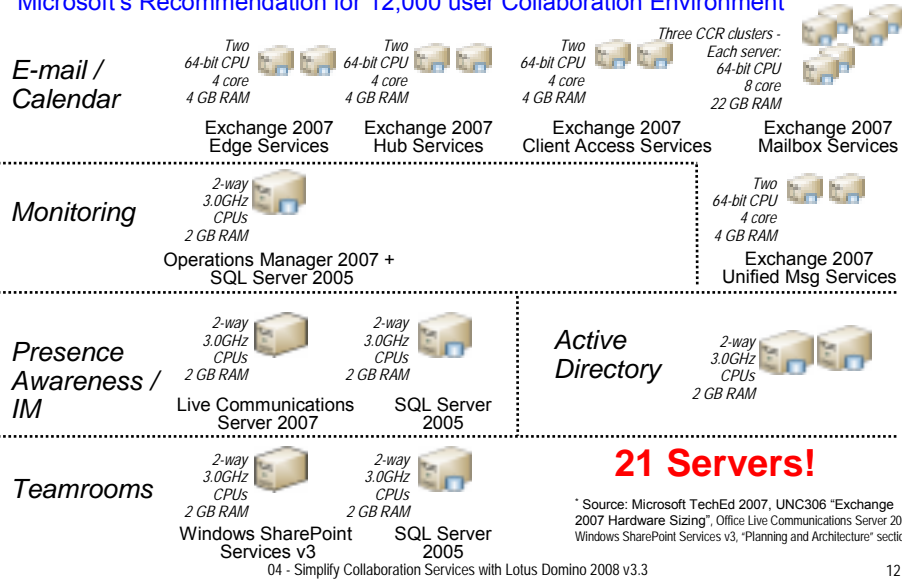 Microsoft's Recommendation for 12,000 user Collaboration Environment
E-mail /
Calendar
Two
64-bit CPU
4 core
4 GB RAM
Exchange 2007
Edge Services
Two
64-bit CPU
4 core
4 GB RAM
Exchange 2007
Hub Services
Two
64-bit CPU
4 core
4 GB RAM
Exchange 2007
Client Access Services
Three CCR clusters -
Each server:
64-bit CPU
8 core
22 GB RAM
Exchange 2007
Mailbox Services
Monitoring
2-way
3.0GHz
CPUs
2 GB RAM
Operations Manager 2007 +
SQL Server 2005
Two
64-bit CPU
4 core
4 GB RAM
Exchange 2007
Unified Msg Services
Presence
Awareness /
IM
2-way
3.0GHz
CPUs
2 GB RAM
Live Communications
Server 2007
2-way
3.0GHz
CPUs
2 GB RAM
SQL Server
2005
Active
Directory
2-way
3.0GHz
CPUs
2 GB RAM
Teamrooms
2-way
3.0GHz
CPUs
2 GB RAM
Windows SharePoint
Services v3
2-way
3.0GHz
CPUs
2 GB RAM
SQL Server
2005
21 Servers!
* Source: Microsoft TechEd 2007, UNC306 “Exchange
2007 Hardware Sizing”, Office Live Communications Server 20
Windows SharePoint Services v3, “Planning and Architecture” sectio
04 - Simplify Collaboration Services with Lotus Domino 2008 v3.3
12